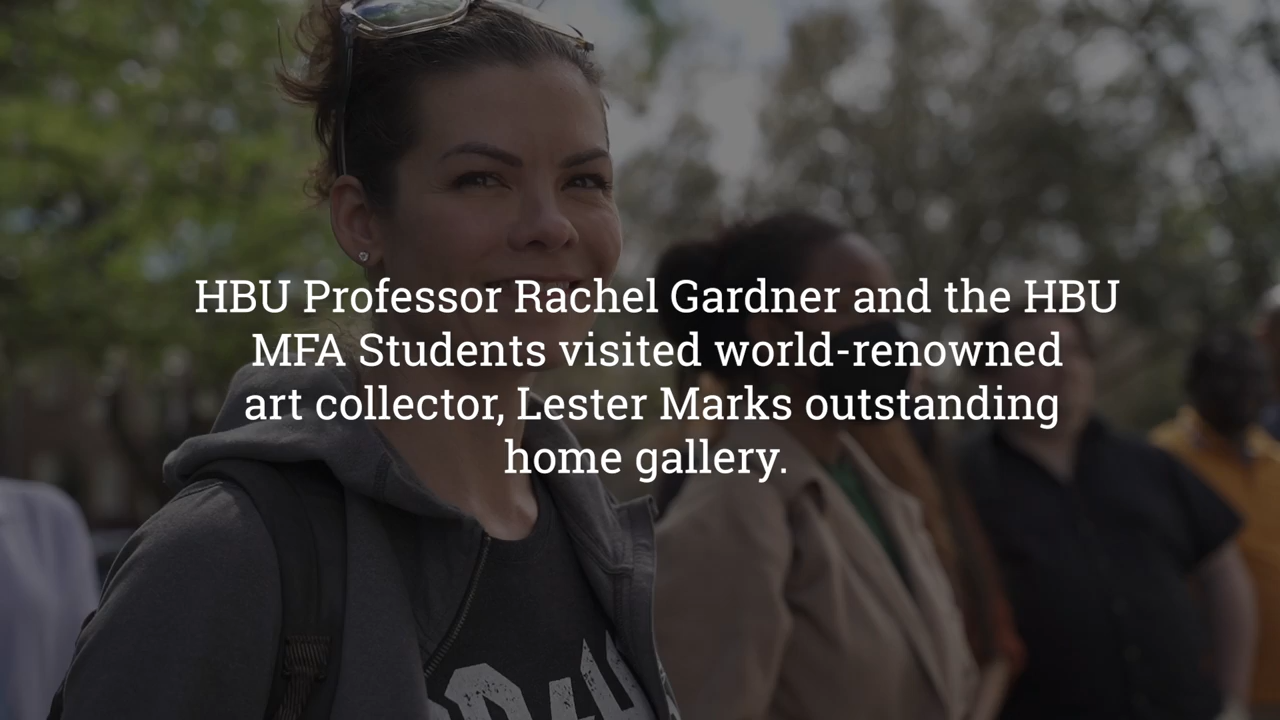 HBU Professor Rachel Gardner and the HBU
MFA Students visited world-renowned
art collector, Lester Marks outstanding
home gallery.